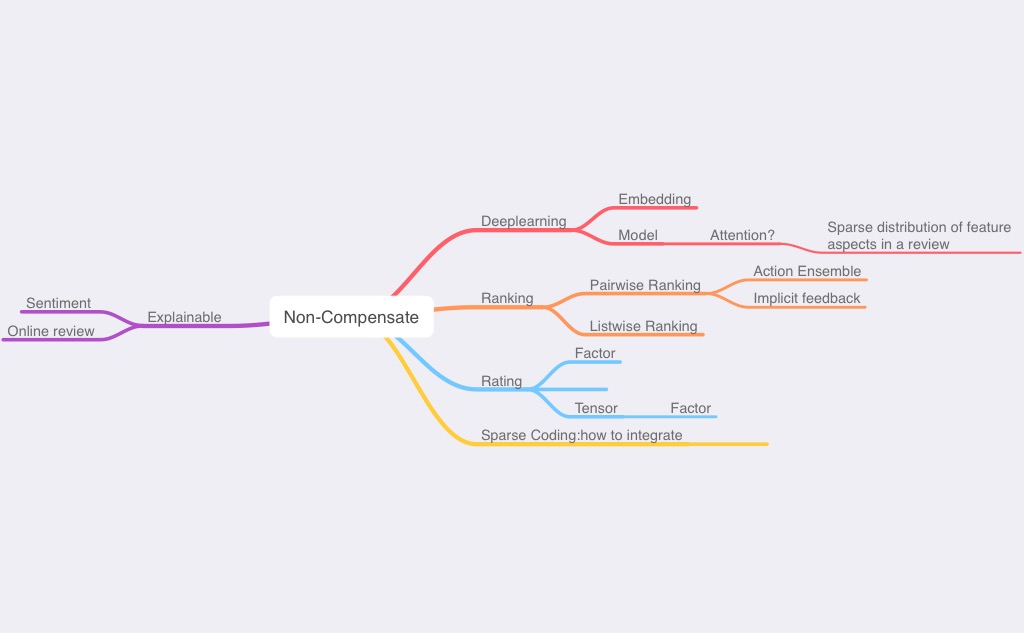 Embedding
Deeplearning
Model
Attention?
Sparse distribution of feature
aspects in a review
Action Ensemble
Pairwise Ranking
Implicit feedback
Ranking
Listwise Ranking
Sentiment
Explainable
Online review
Non-Compensate
Factor
Rating
Tensor
Factor
Sparse Coding:how to integrate